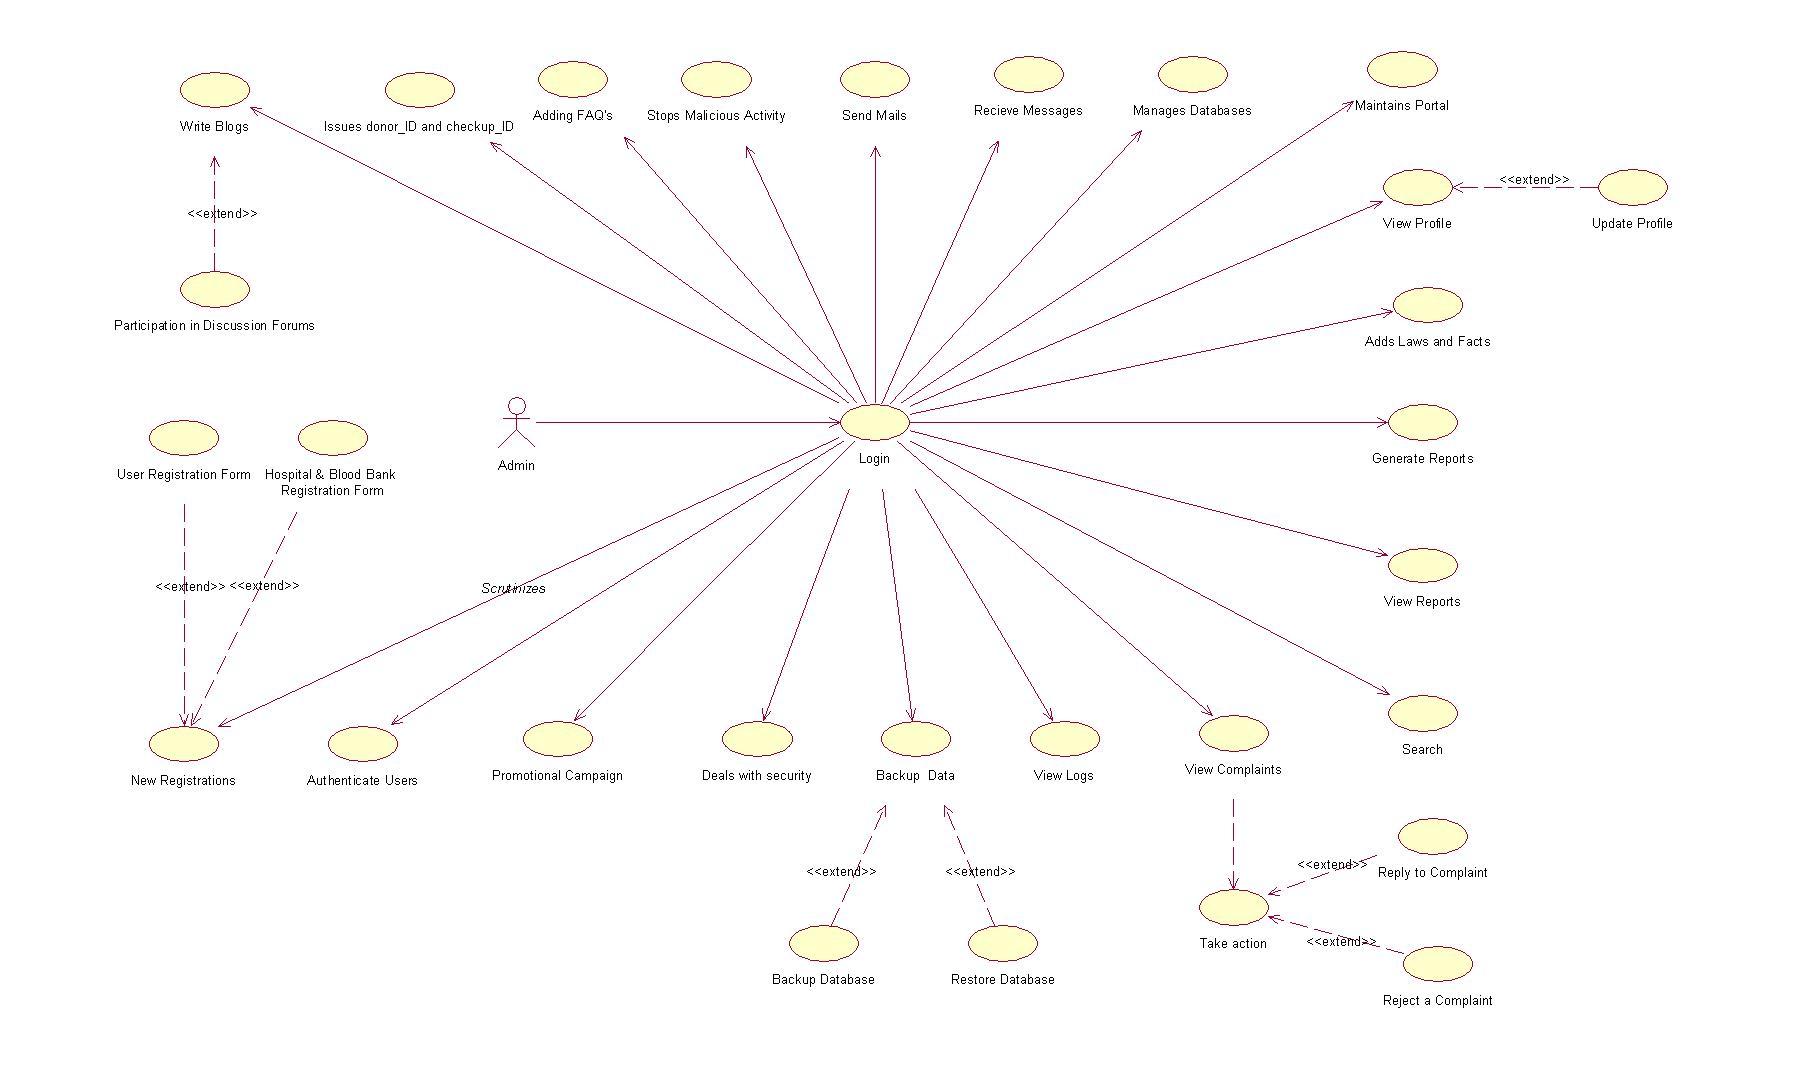 Write Blogs
Issues donor_ID and checkup_ID
Adding FAQ's
Stops Malicious Activity
Send Mails
Recieve Messages
Manages Databases
Maintains Portal
<<extend>>
View Profile
Update Profile
<<extend>>
Participation in Discussion Forums
Adds Laws and Facts
Admin
Login
Generate Reports
User Registration Form
Hospital & Blood Bank
Registration Form
<<extend>>
<<extend>>
Scrutinizes
View Reports
Search
New Registrations
Authenticate Users
Promotional Campaign
Deals with security
Backup  Data
View Logs
View Complaints
<<extend>>
<<extend>>
<<extend>>
Reply to Complaint
Take action
<<extend>>
Backup Database
Restore Database
Reject a Complaint